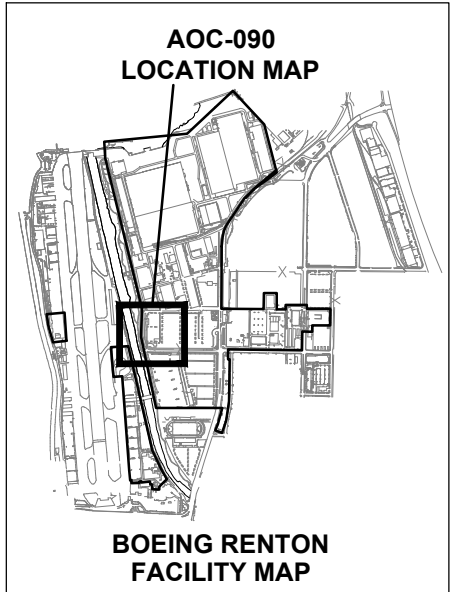 AOC-090
LOCATION MAP
X
BOEING RENTON
FACILITY MAP